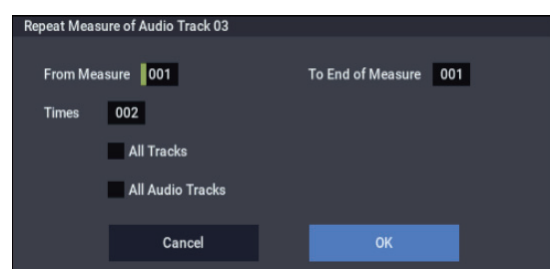 Repeat Measure of Audio Track 03
From Measure 001 To End of Measure 001
Times 002
All Tracks
All Audio Tracks
Cancel OK